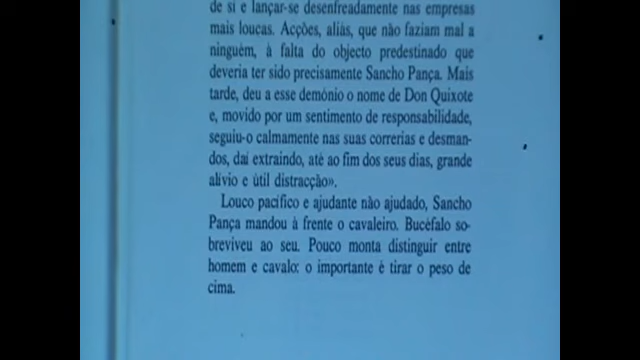 de si e lançar-se desenfreadamente nas empresas
mais loucas. Acções, aliás, que não faziam mal a
ninguém, à falta do objecto predestinado que
deveria ter sido precisamente Sancho Pança. Mais
tarde, deu a esse demónio o nome de Don Quixote
e, movido por um sentimento de responsabilidade,
seguiu-o calmamente nas suas correrias e desman-
dos, daí extraindo, até ao fim dos seus dias, grande
alívio e útil distracção».
Louco pacífico e ajudante não ajudado, Sancho
Pança mandou à frente o cavaleiro. Bucéfalo so-
breviveu ao seu. Pouco monta distinguir entre
homem e cavalo: o importante é tirar o peso de
cima.